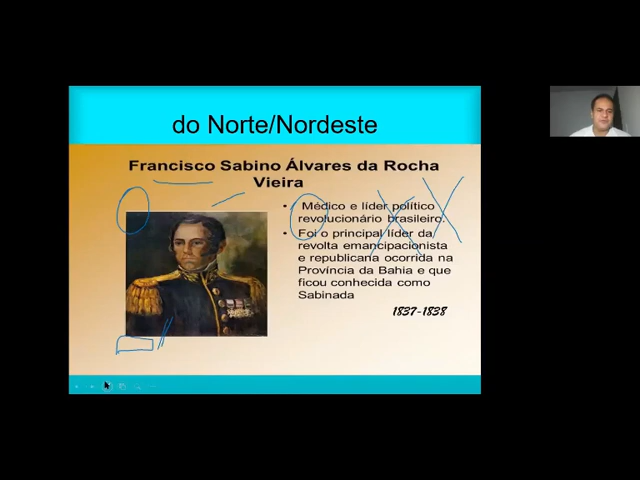 do Norte/Nordeste
Francisco Sabino Álvares da Rocha
Vieira
• Médico e líder político
revolucionário brasileiro.
• Foi o principal líder da
revolta emancipacionista
e republicana ocorrida na
Província da Bahia e que
ficou conhecida como
Sabinada
1837-1838